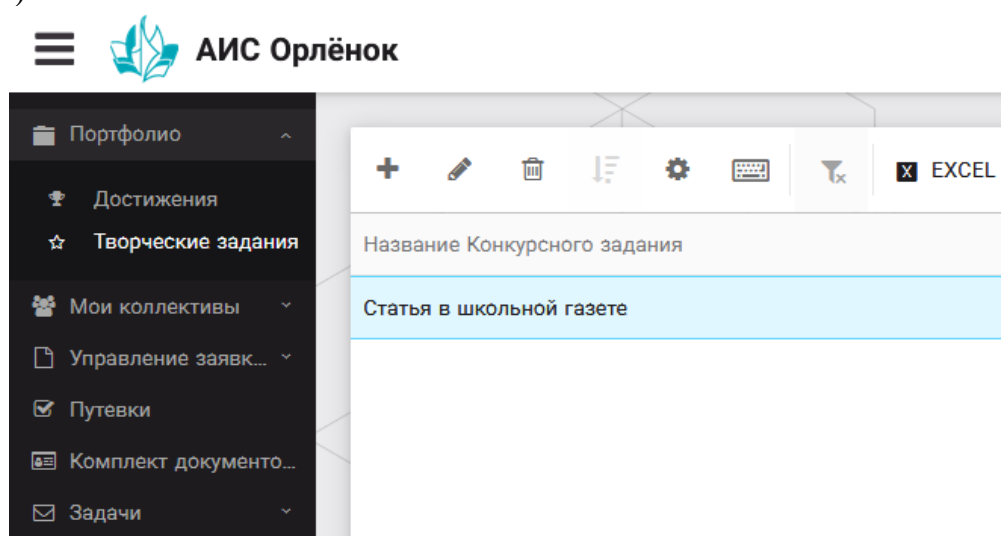 АИС Орлёнок
Портфолио
Достижения
Творческие задания
Мои коллективы
Управление заявк...
Путевки
Комплект документо...
Задачи
EXCEL
Название Конкурсного задания
Статья в школьной газете